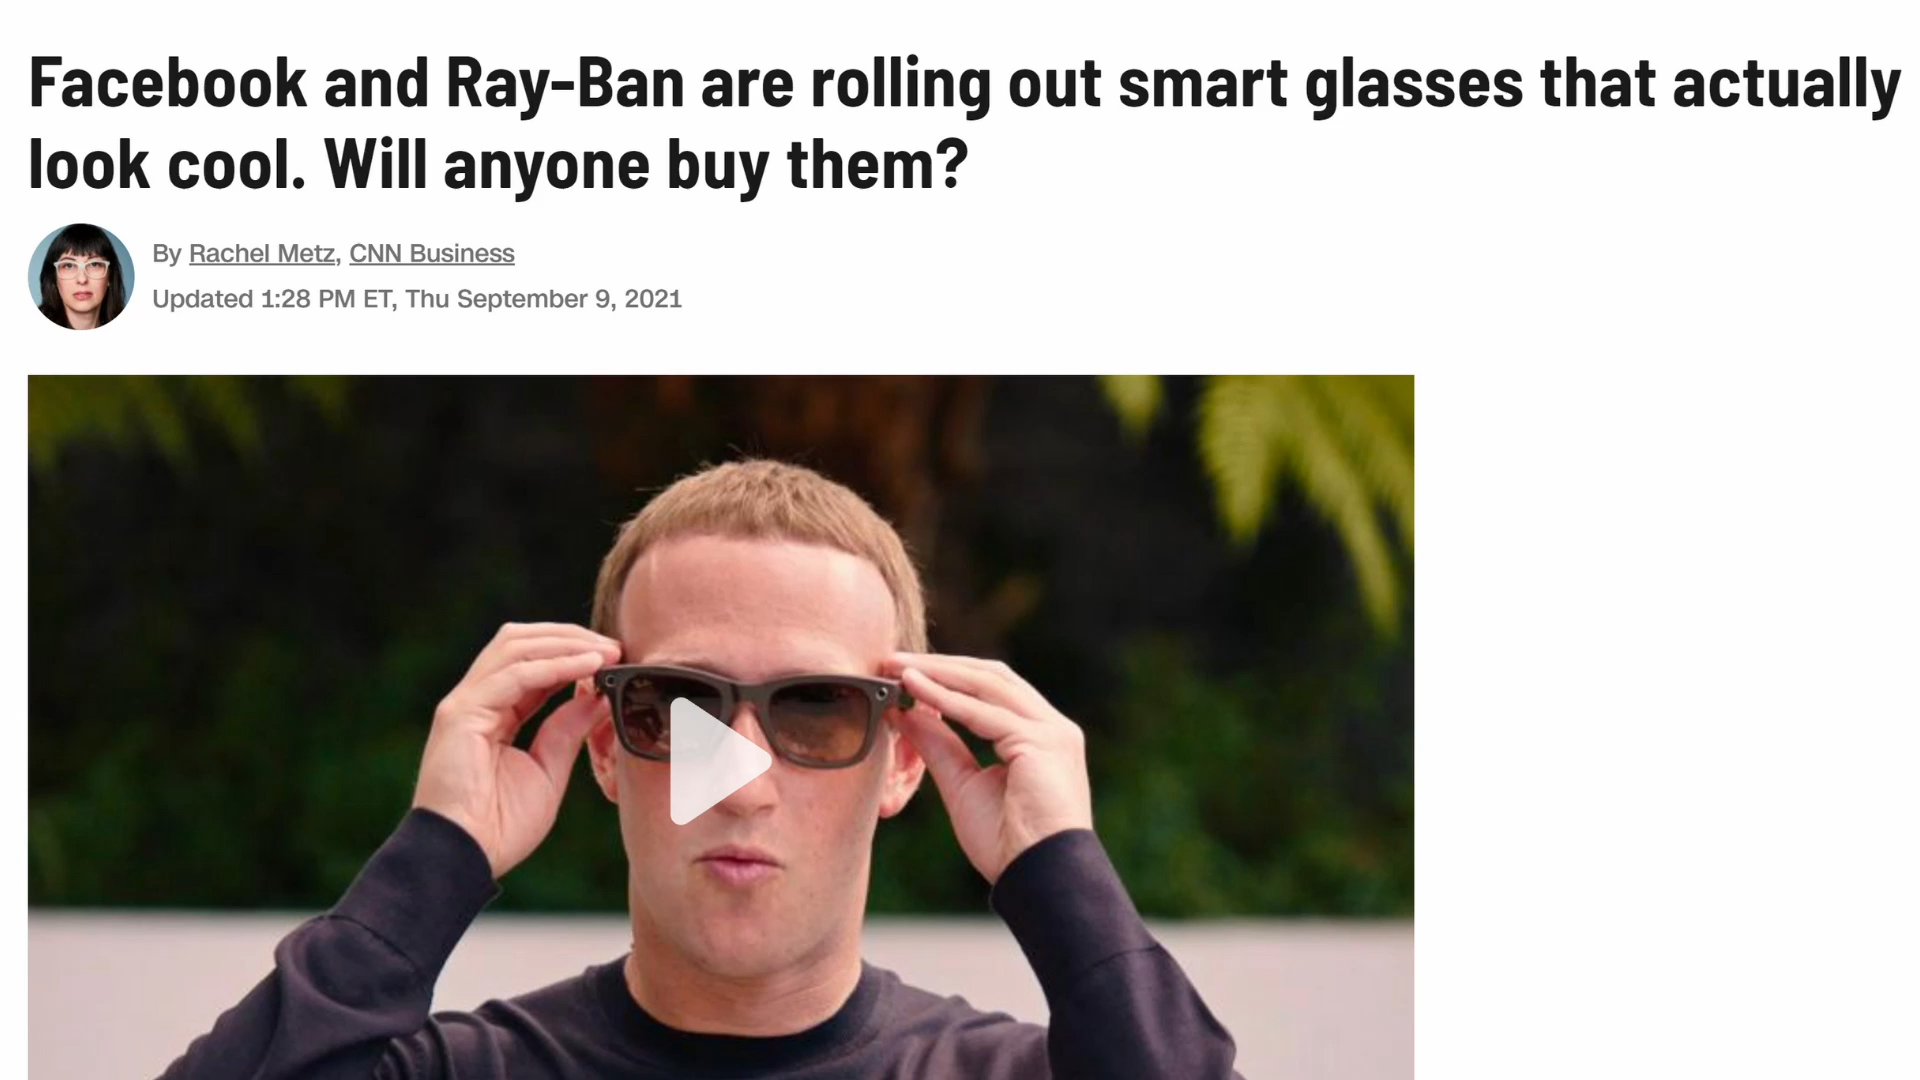 Facebook and Ray-Ban are rolling out smart glasses that actually
look cool. Will anyone buy them?
By Rachel Metz, CNN Business
Updated 1:28 PM ET, Thu September 9, 2021